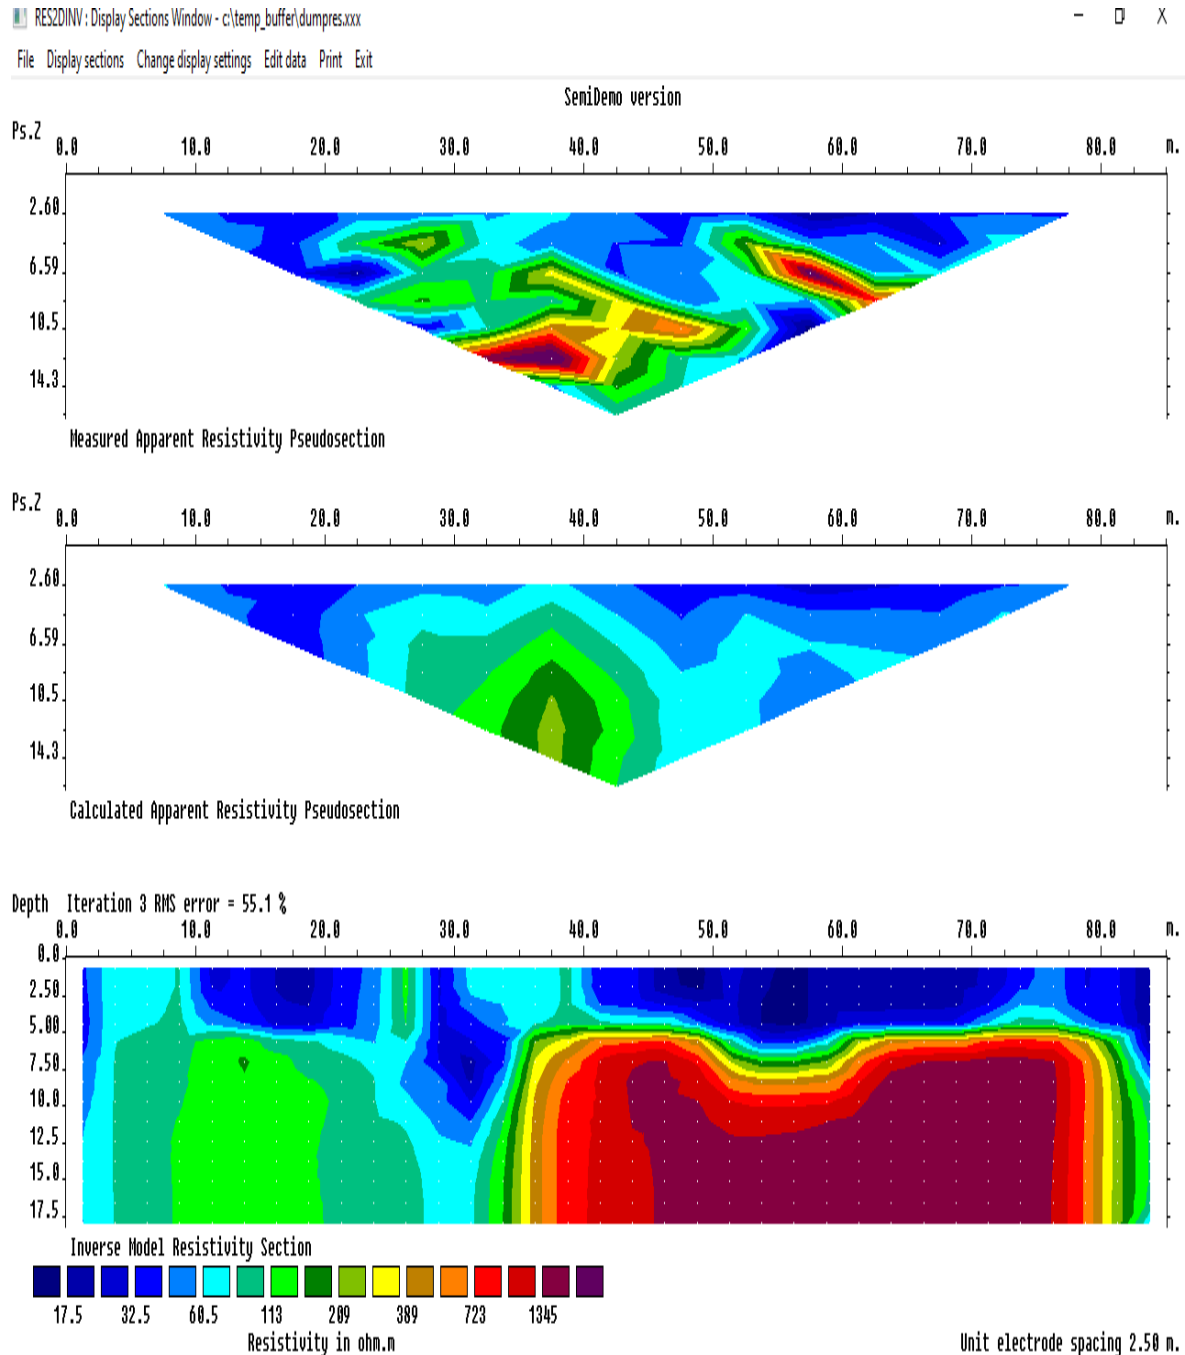 RES2DINV : Display Sections Window - c:\temp_buffer\dumpres.xxx
File Display sections Change display settings Edit data Print Exit
SemiDemo version
Ps.Z 0.0 10.0 20.0 30.0 40.0 50.0 60.0 70.0 80.0 m.
2.60
6.59
10.5
14.3
Measured Apparent Resistivity Pseudosection
Ps.Z 0.0 10.0 20.0 30.0 40.0 50.0 60.0 70.0 80.0 m.
2.60
6.59
10.5
14.3
Calculated Apparent Resistivity Pseudosection
Depth Iteration 3 RMS error = 55.1 %
0.0 10.0 20.0 30.0 40.0 50.0 60.0 70.0 80.0 m.
0.0
2.50
5.00
7.50
10.0
12.5
15.0
17.5
Inverse Model Resistivity Section
17.5 32.5 60.5 113 209 389 723 1345
Resistivity in ohm.m
Unit electrode spacing 2.50 m.